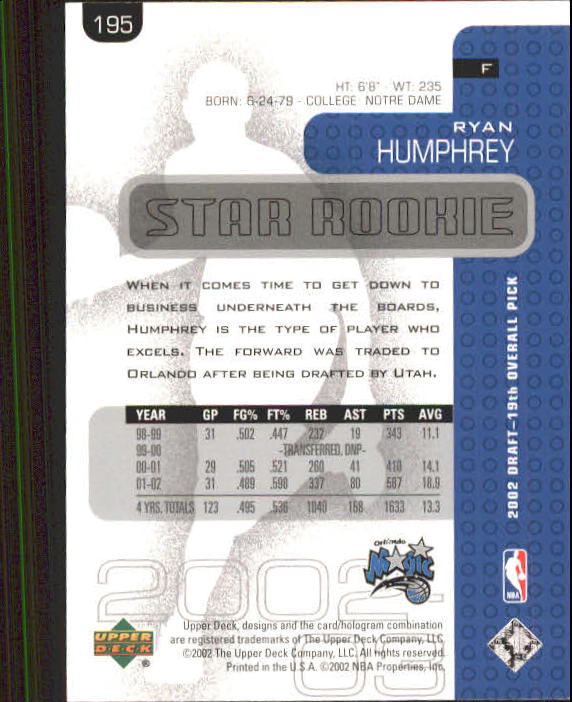 195
F
HT: 6'8" · WT: 235
BORN: 6-24-79 · COLLEGE: NOTRE DAME
RYAN
HUMPHREY
STAR ROOKIE
WHEN IT COMES TIME TO GET DOWN TO
BUSINESS UNDERNEATH THE BOARDS,
HUMPHREY IS THE TYPE OF PLAYER WHO
EXCELS. THE FORWARD WAS TRADED TO
ORLANDO AFTER BEING DRAFTED BY UTAH.
2002 DRAFT–19th OVERALL PICK
YEAR GP FG% FT% REB AST PTS AVG
98-99 31 .502 .447 232 19 343 11.1
99-00 -TRANSFERRED, DNP-
00-01 29 .505 .521 260 41 410 14.1
01-02 31 .489 .598 337 80 587 18.9
4 YRS. TOTALS 123 .495 .536 1040 168 1633 13.3
Orlando
Magic
NBA
2002-
03
UPPER
DECK
®
Upper Deck, designs and the card/hologram combination
are registered trademarks of The Upper Deck Company, LLC.
©2002 The Upper Deck Company, LLC. All rights reserved.
Printed in the U.S.A. ©2002 NBA Properties, Inc.